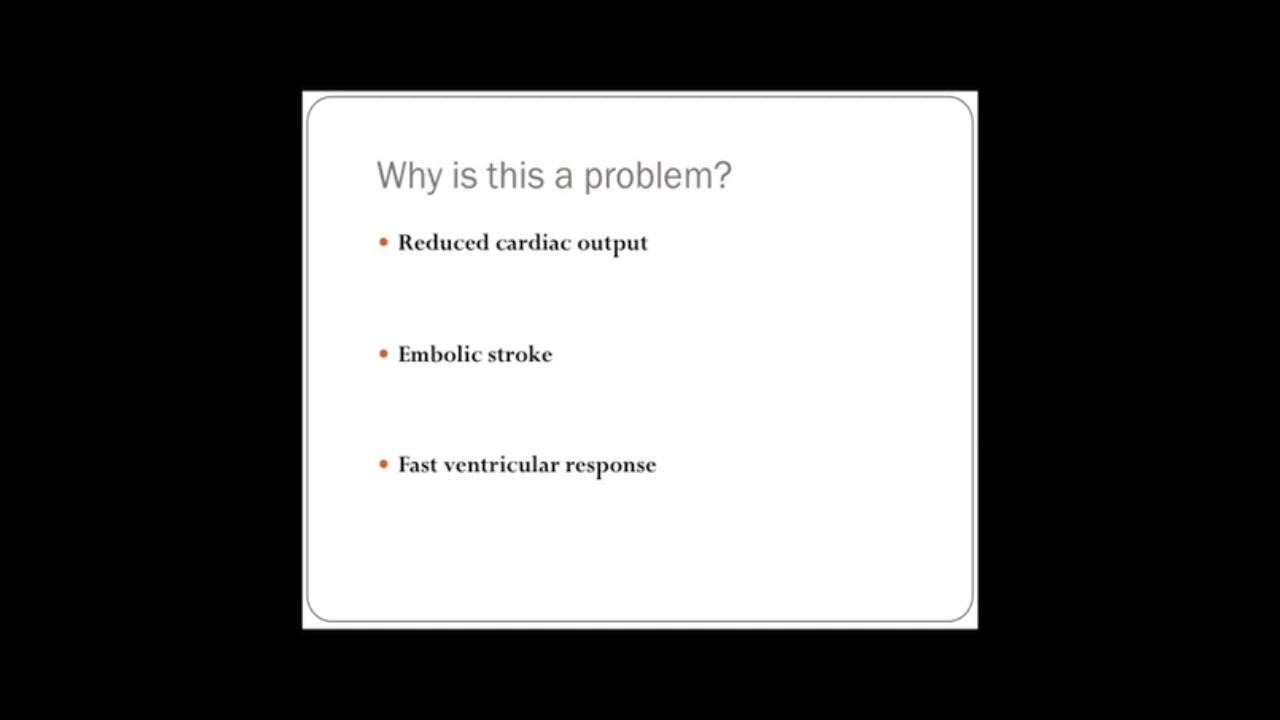 Why is this a problem?
• Reduced cardiac output
• Embolic stroke
• Fast ventricular response